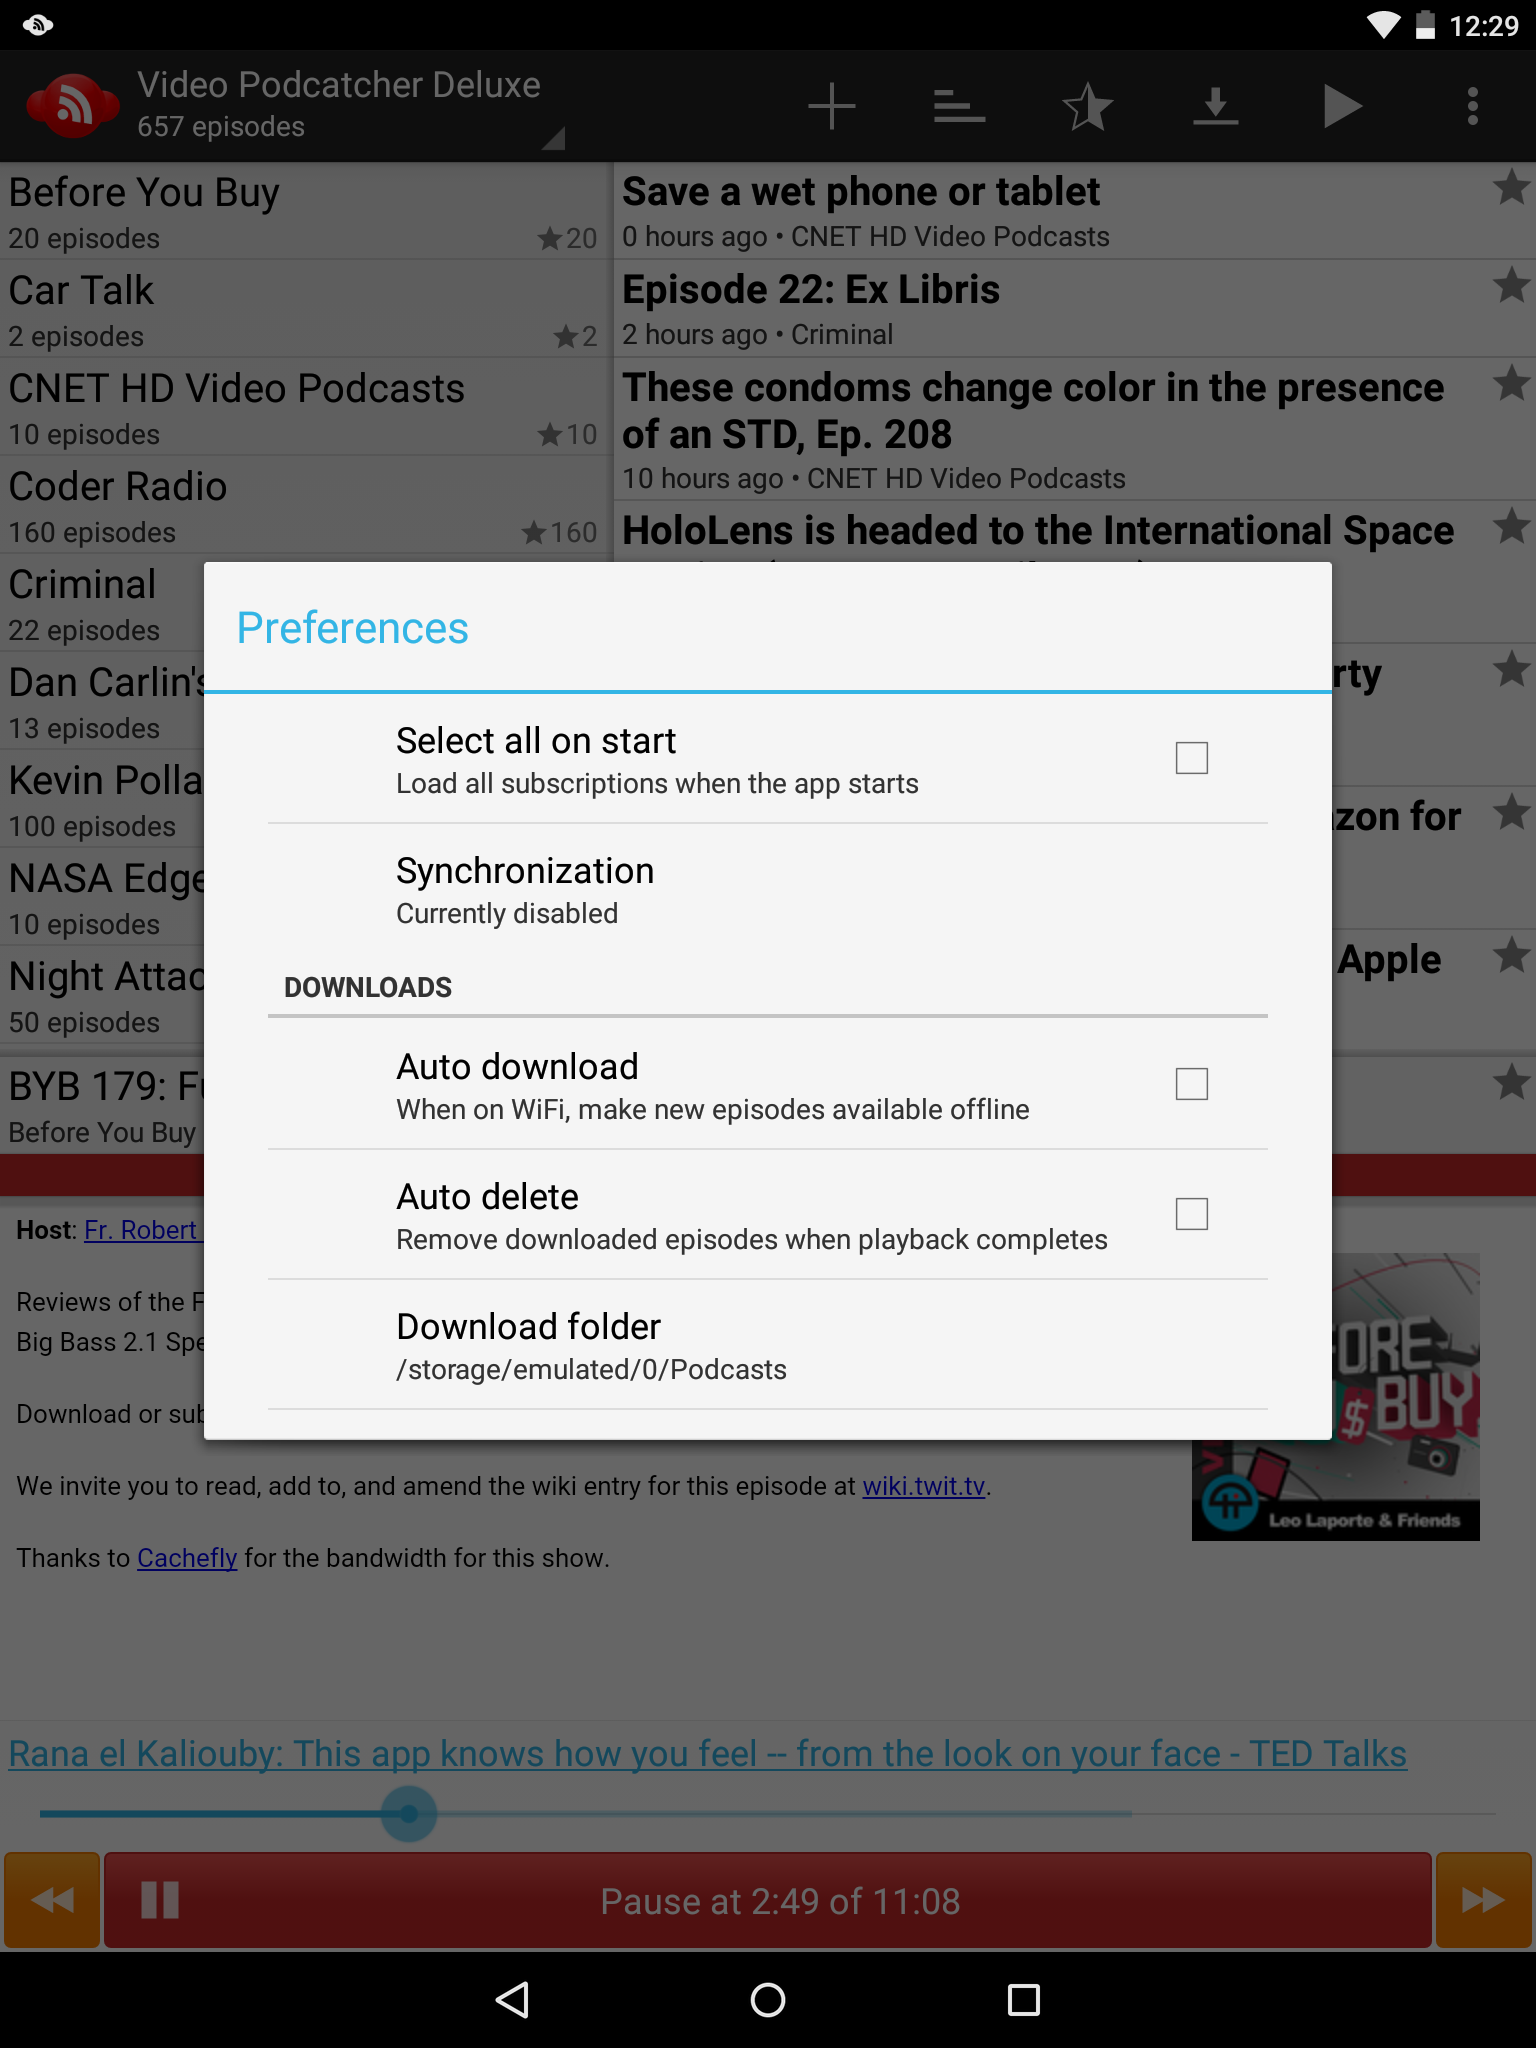 12:29
Video Podcatcher Deluxe
657 episodes
Before You Buy
20 episodes
20
Car Talk
2 episodes
2
CNET HD Video Podcasts
10 episodes
10
Coder Radio
160 episodes
160
Criminal
22 episodes
Dan Carlin's
13 episodes
Kevin Polla
100 episodes
NASA Edge
10 episodes
Night Attac
50 episodes
Save a wet phone or tablet
0 hours ago • CNET HD Video Podcasts
Episode 22: Ex Libris
2 hours ago • Criminal
These condoms change color in the presence
of an STD, Ep. 208
10 hours ago • CNET HD Video Podcasts
HoloLens is headed to the International Space
rty
zon for
Apple
Preferences
Select all on start
Load all subscriptions when the app starts
Synchronization
Currently disabled
DOWNLOADS
Auto download
When on WiFi, make new episodes available offline
Auto delete
Remove downloaded episodes when playback completes
Download folder
/storage/emulated/0/Podcasts
BYB 179: Fu
Before You Buy
Host: Fr. Robert
Reviews of the F
Big Bass 2.1 Spe
Download or sub
We invite you to read, add to, and amend the wiki entry for this episode at wiki.twit.tv.
Thanks to Cachefly for the bandwidth for this show.
FORE
$ BUY
Leo Laporte & Friends
Rana el Kaliouby: This app knows how you feel -- from the look on your face - TED Talks
Pause at 2:49 of 11:08